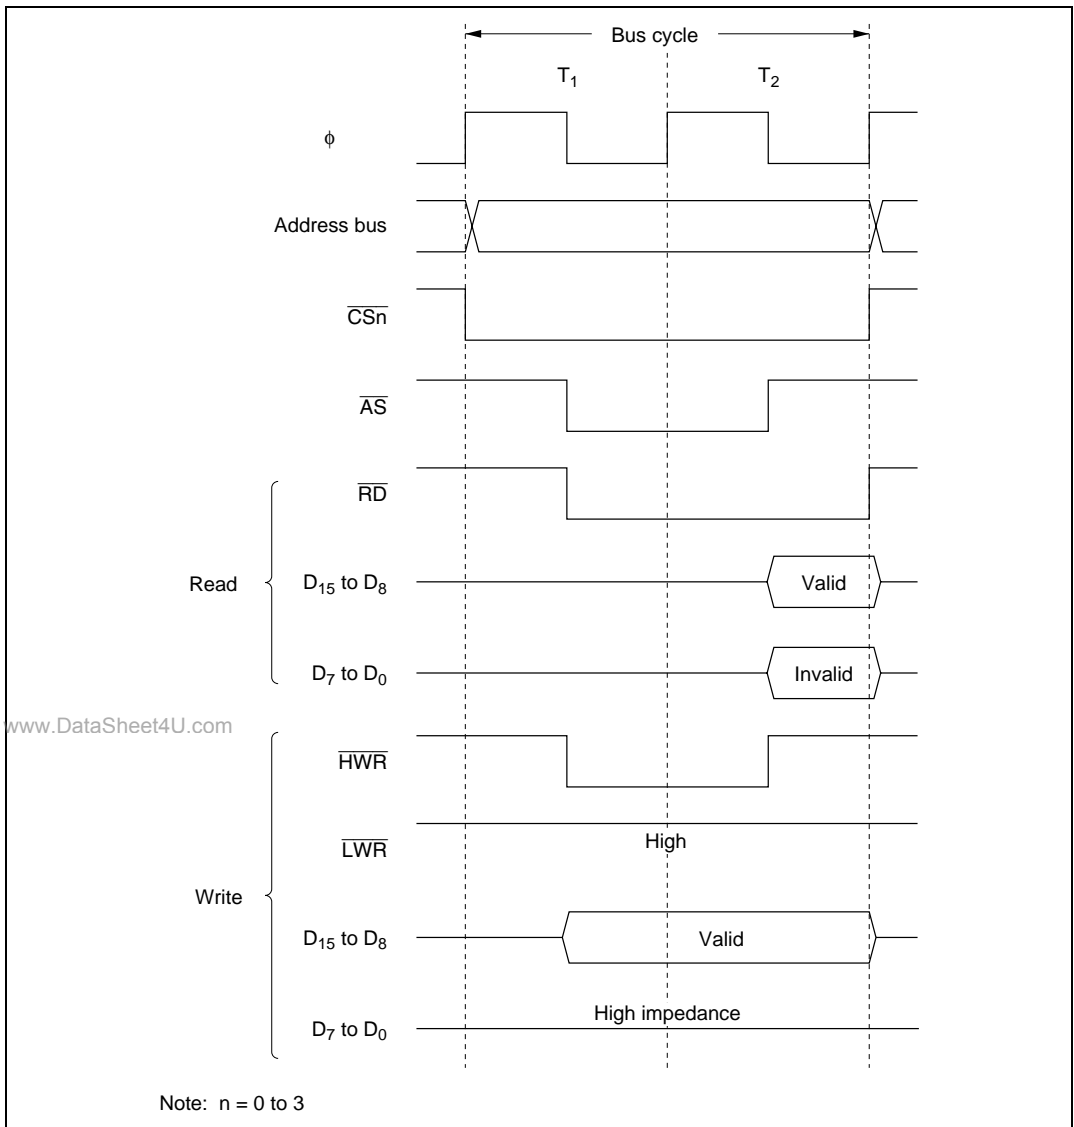 Bus cycle
T1 T2
φ
Address bus
CSn
AS
RD
Read
D15 to D8 Valid
D7 to D0 Invalid
www.DataSheet4U.com
HWR
LWR High
Write
D15 to D8 Valid
D7 to D0 High impedance
Note: n = 0 to 3